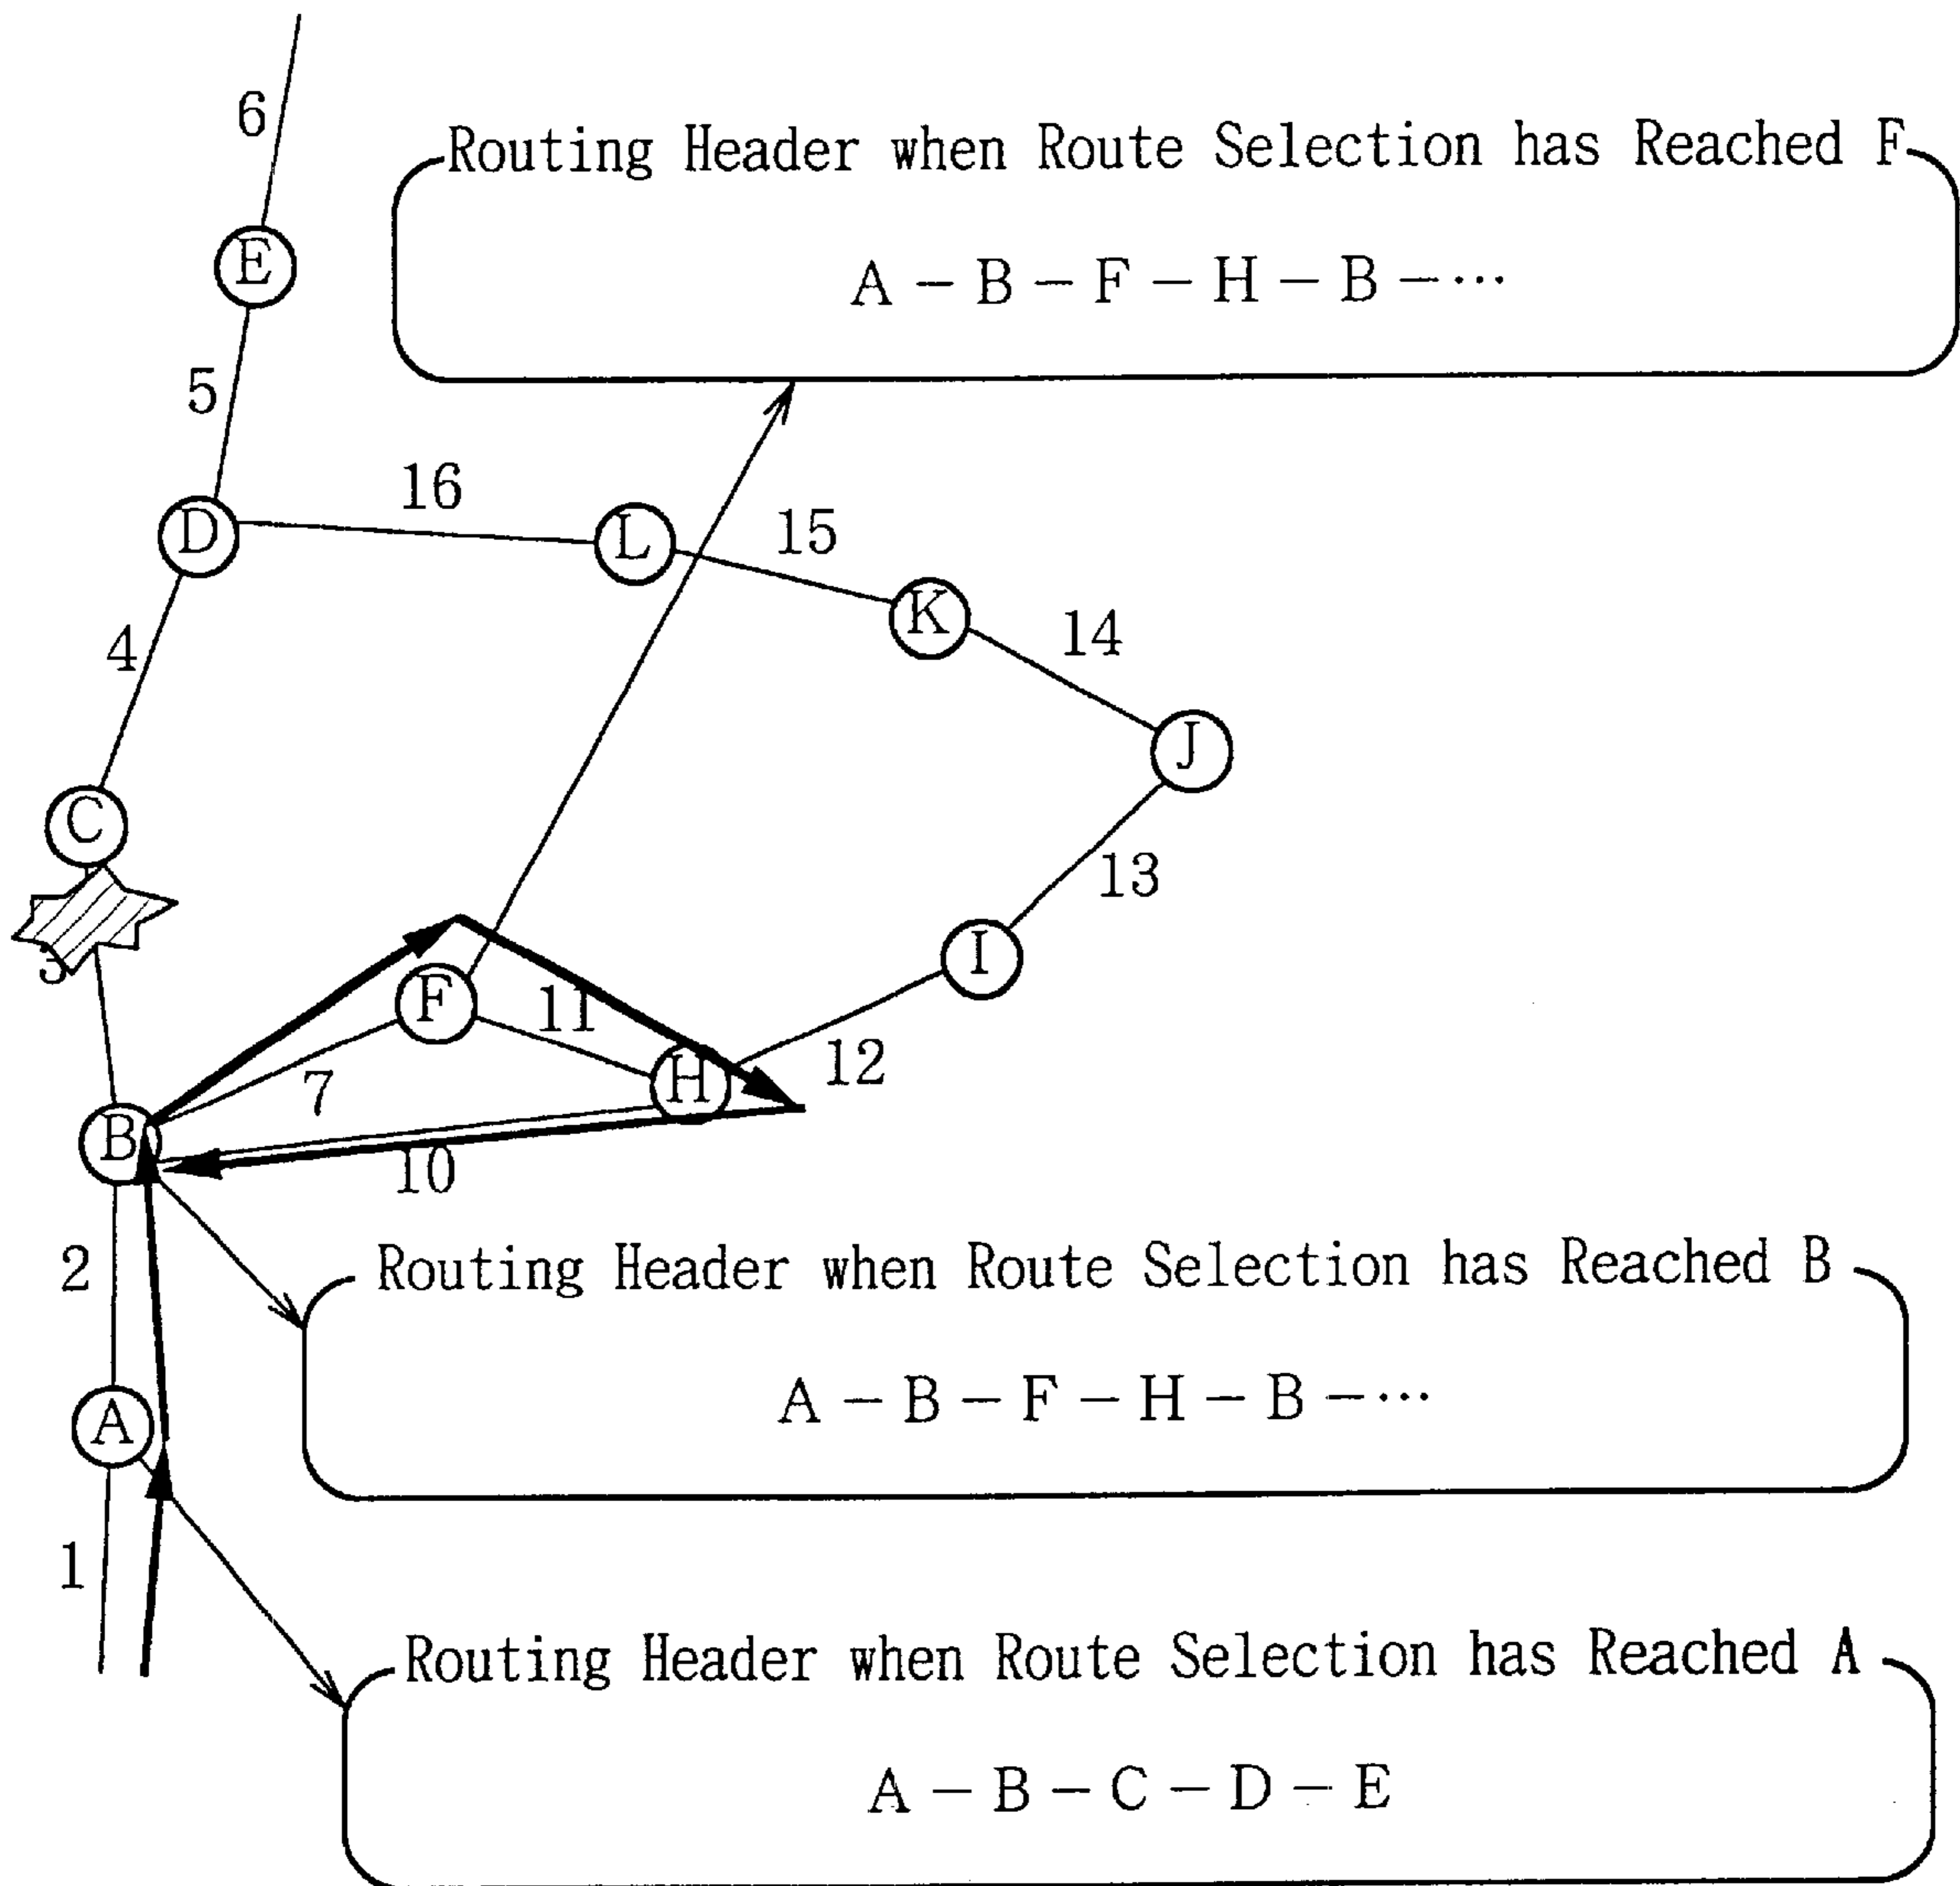 6
Routing Header when Route Selection has Reached F
E
A – B – F – H – B – ···
5
16
D
L
15
K
14
4
J
C
13
3
I
F
11
H
12
7
B
10
2
Routing Header when Route Selection has Reached B
A – B – F – H – B – ···
A
1
Routing Header when Route Selection has Reached A
A – B – C – D – E